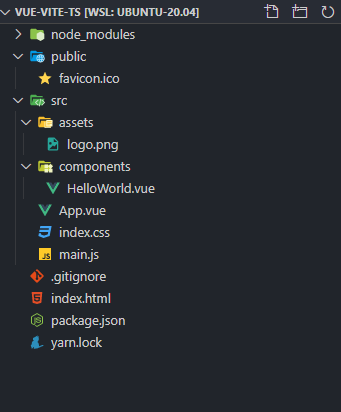 VUE-VITE-TS [WSL: UBUNTU-20.04]
node_modules
public
favicon.ico
src
assets
logo.png
components
HelloWorld.vue
App.vue
index.css
main.js
.gitignore
index.html
package.json
yarn.lock